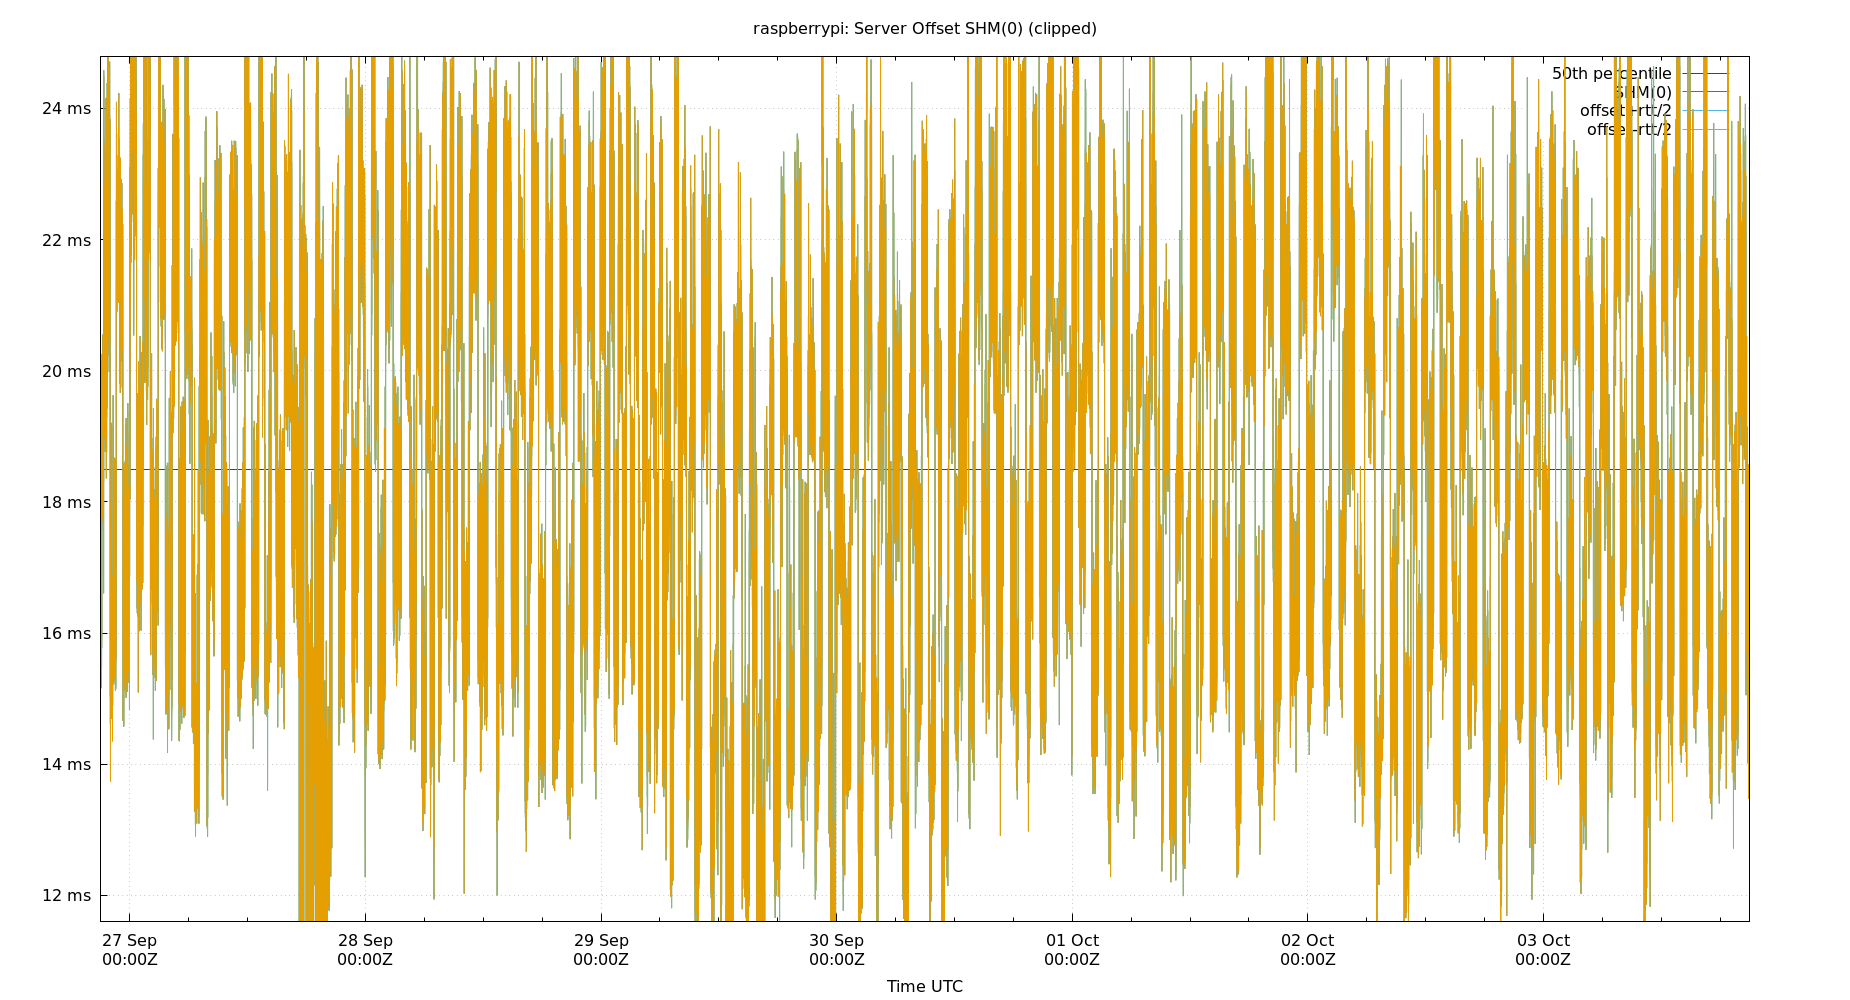 raspberrypi: Server Offset SHM(0) (clipped)
50th percentile
SHM(0)
offset+rtt/2
offset-rtt/2
24 ms
22 ms
20 ms
18 ms
16 ms
14 ms
12 ms
27 Sep 28 Sep 29 Sep 30 Sep 01 Oct 02 Oct 03 Oct
00:00Z 00:00Z 00:00Z 00:00Z 00:00Z 00:00Z 00:00Z
Time UTC